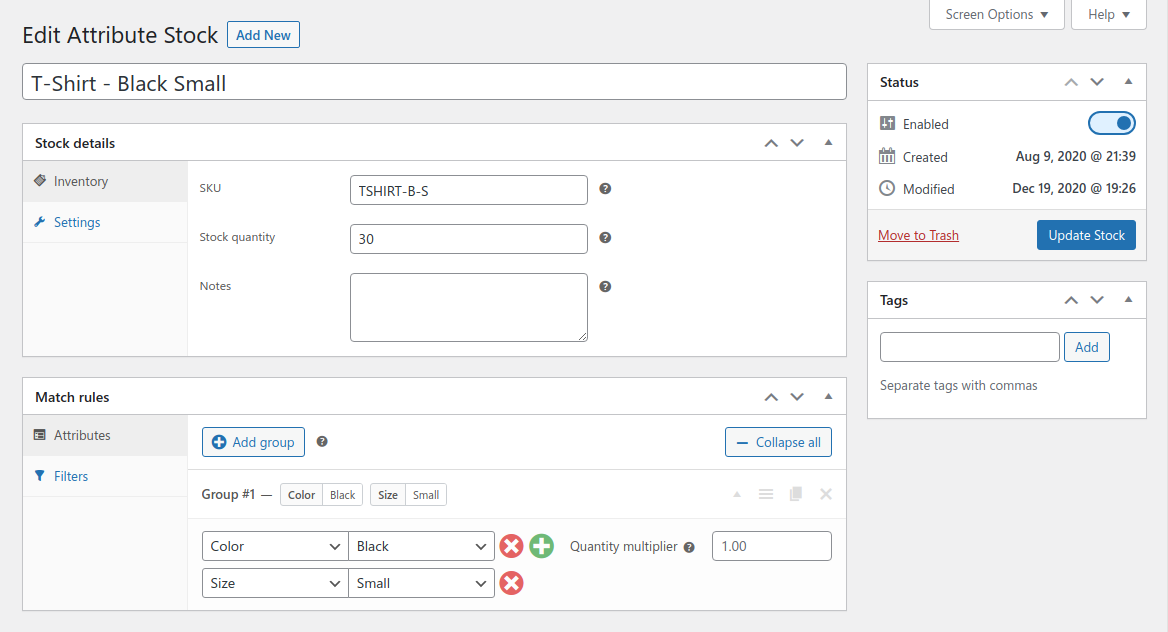 Screen Options
Help
Edit Attribute Stock
Add New
T-Shirt - Black Small
Stock details
Inventory
Settings
SKU
TSHIRT-B-S
Stock quantity
30
Notes
Match rules
Attributes
Filters
Add group
Collapse all
Group #1 — Color Black Size Small
Color Black Quantity multiplier 1.00
Size Small
Status
Enabled
Created Aug 9, 2020 @ 21:39
Modified Dec 19, 2020 @ 19:26
Move to Trash Update Stock
Tags
Add
Separate tags with commas